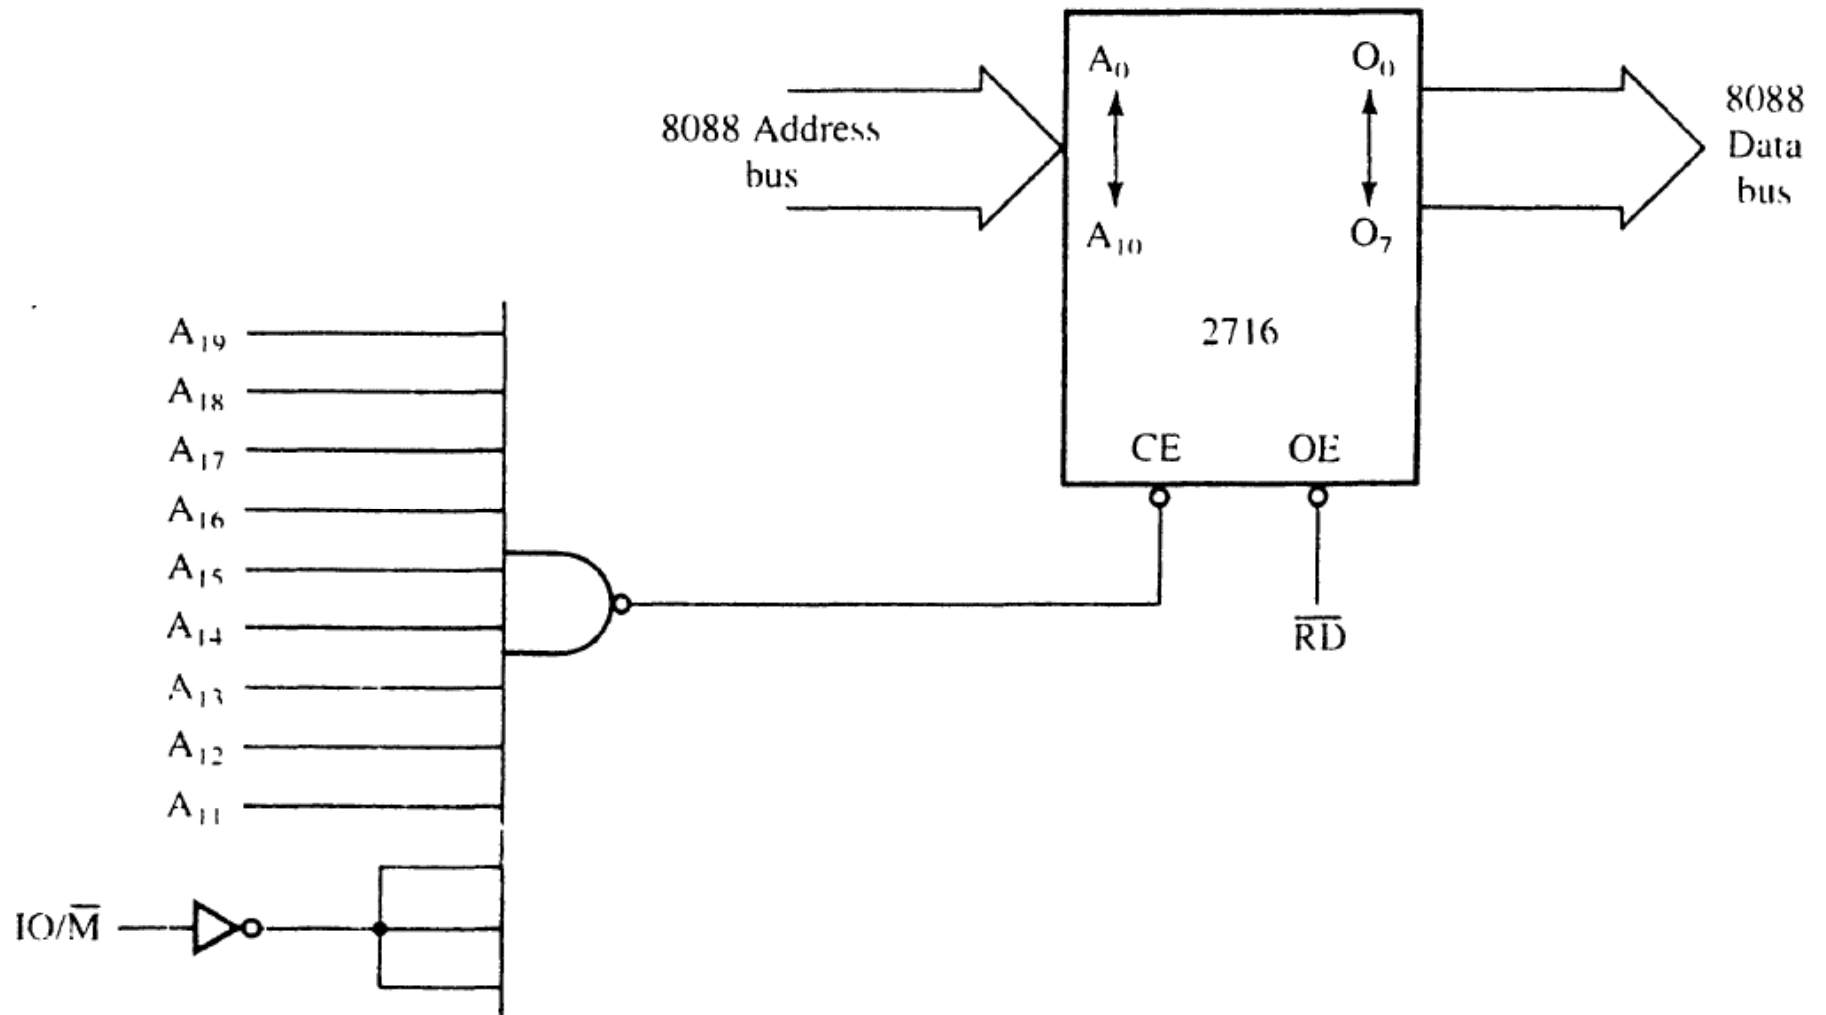 A₀
O₀
8088 Address
bus
8088
Data
bus
A₁₀
O₇
2716
A₁₉
A₁₈
A₁₇
A₁₆
A₁₅
A₁₄
A₁₃
A₁₂
A₁₁
CE
OE
R̅D̅
IO/M̅